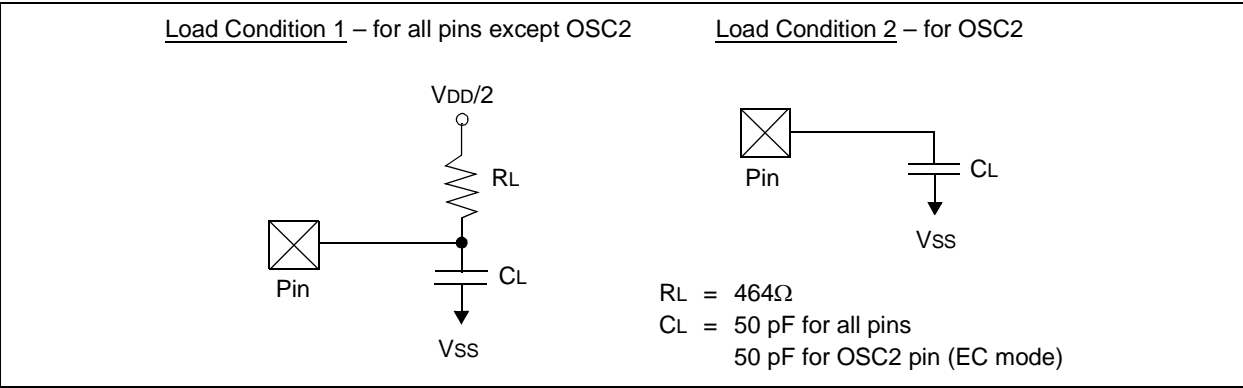 Load Condition 1 – for all pins except OSC2
Load Condition 2 – for OSC2
VDD/2
RL
Pin
CL
VSS
Pin
CL
VSS
RL = 464Ω
CL = 50 pF for all pins
50 pF for OSC2 pin (EC mode)